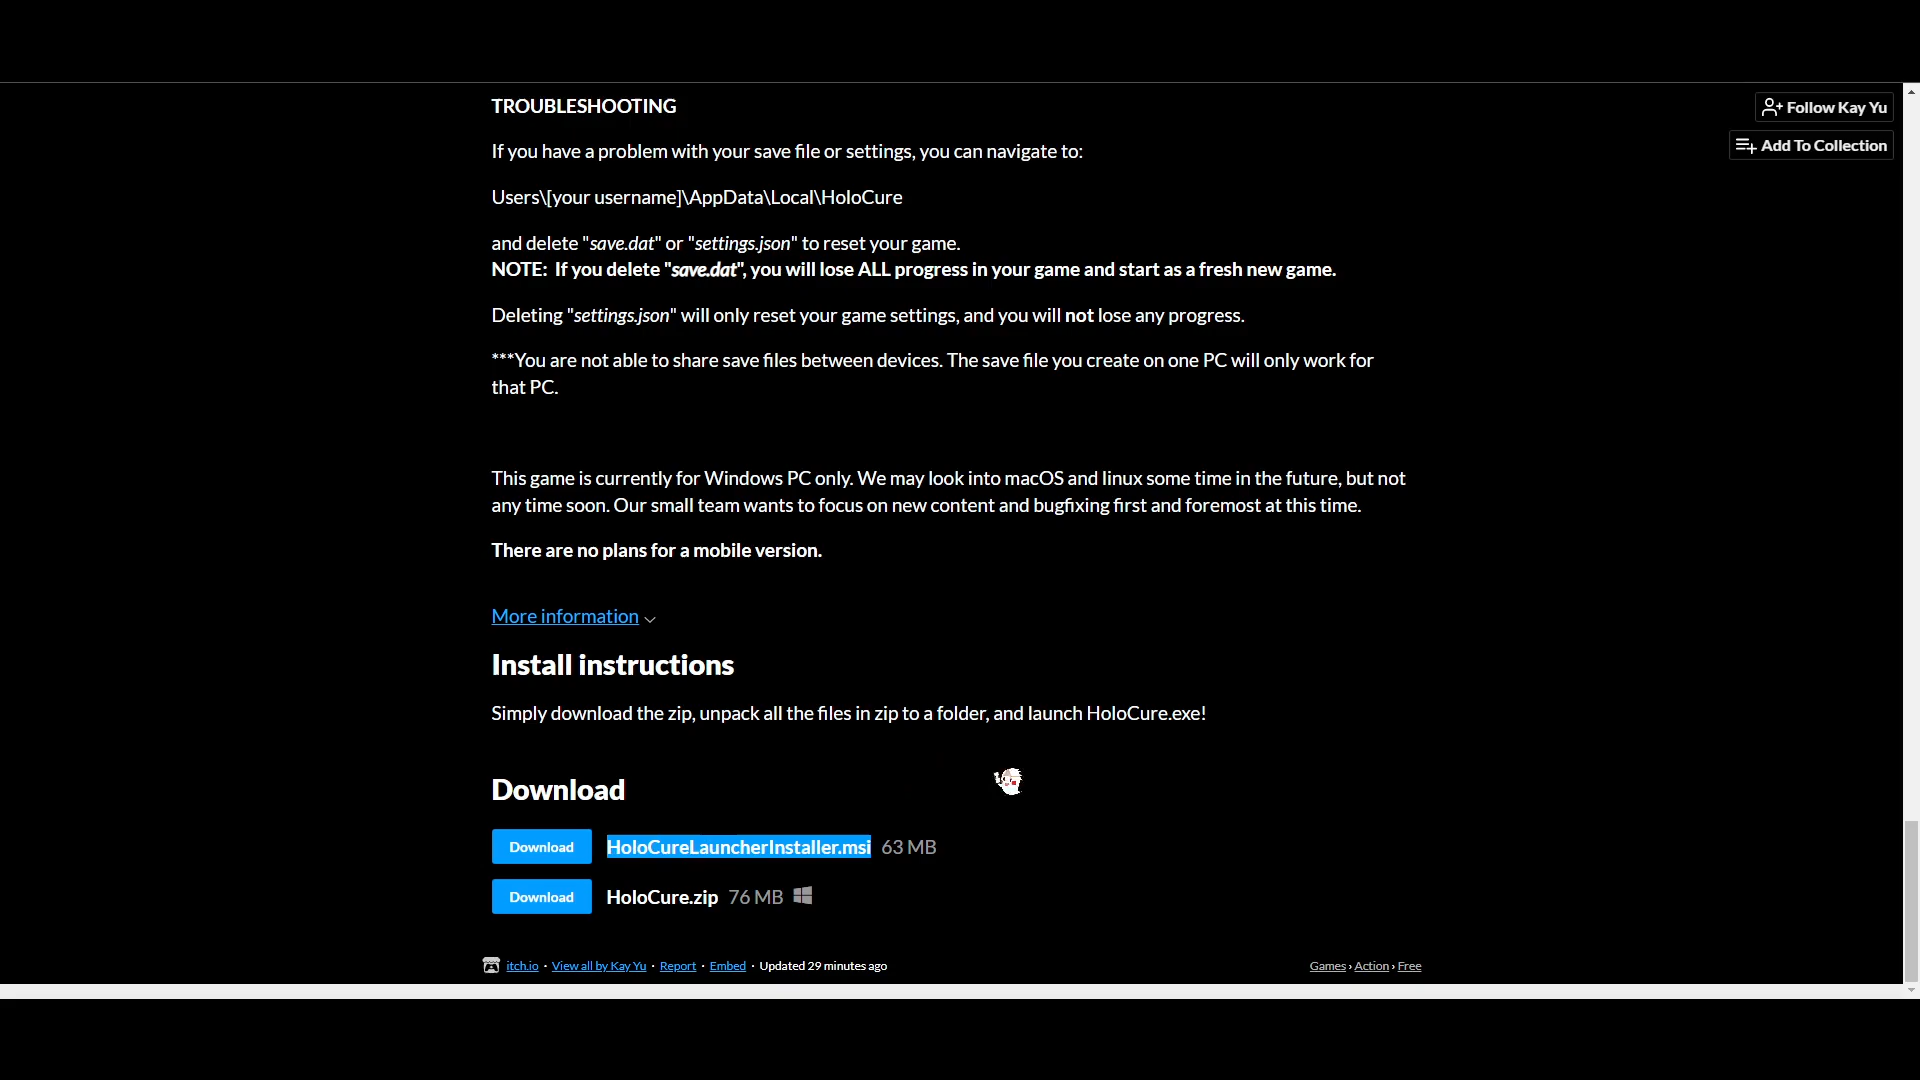 TROUBLESHOOTING
Follow Kay Yu
Add To Collection
If you have a problem with your save file or settings, you can navigate to:
Users\[your username]\AppData\Local\HoloCure
and delete "save.dat" or "settings.json" to reset your game.
NOTE:  If you delete "save.dat", you will lose ALL progress in your game and start as a fresh new game.
Deleting "settings.json" will only reset your game settings, and you will not lose any progress.
***You are not able to share save files between devices. The save file you create on one PC will only work for
that PC.
This game is currently for Windows PC only. We may look into macOS and linux some time in the future, but not
any time soon. Our small team wants to focus on new content and bugfixing first and foremost at this time.
There are no plans for a mobile version.
More information
Install instructions
Simply download the zip, unpack all the files in zip to a folder, and launch HoloCure.exe!
Download
Download HoloCureLauncherInstaller.msi 63 MB
Download HoloCure.zip 76 MB
itch.io · View all by Kay Yu · Report · Embed · Updated 29 minutes ago
Games › Action › Free